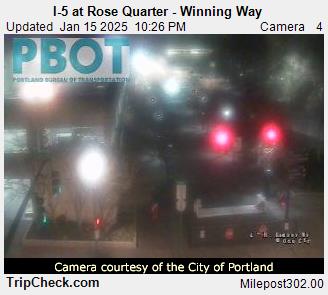 I-5 at Rose Quarter - Winning Way
Updated Jan 15 2025 10:26 PM Camera 4
PBOT
PORTLAND BUREAU OF TRANSPORTATION
Camera courtesy of the City of Portland
TripCheck.com Milepost302.00